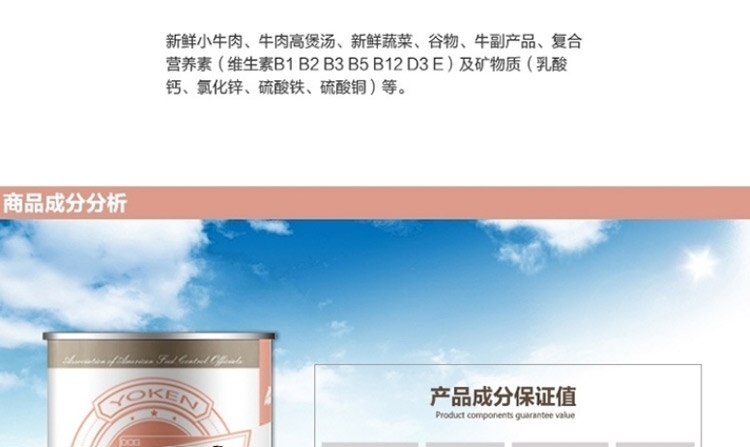 新鲜小牛肉、牛肉高煲汤、新鲜蔬菜、谷物、牛副产品、复合
营养素（维生素B1 B2 B3 B5 B12 D3 E）及矿物质（乳酸
钙、氯化锌、硫酸铁、硫酸铜）等。
商品成分分析
Association of American Feed Control Officials.
YOKEN
DOG
产品成分保证值
Product components guarantee value